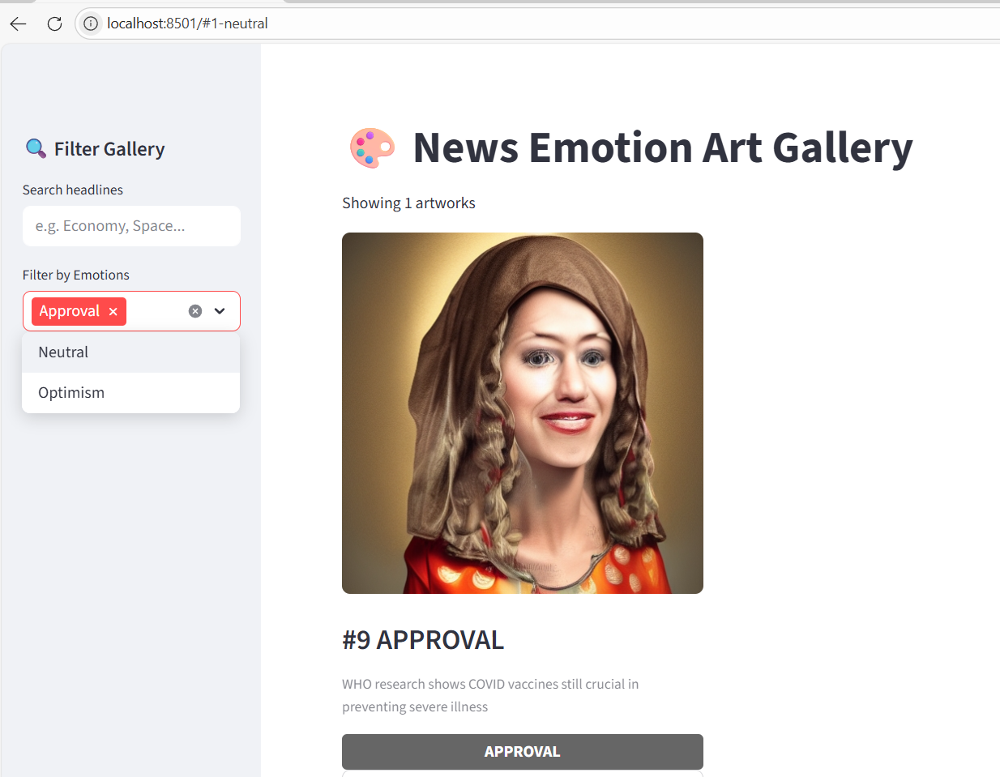 localhost:8501/#1-neutral
Filter Gallery
Search headlines
e.g. Economy, Space...
Filter by Emotions
Approval
Neutral
Optimism
News Emotion Art Gallery
Showing 1 artworks
#9 APPROVAL
WHO research shows COVID vaccines still crucial in
preventing severe illness
APPROVAL